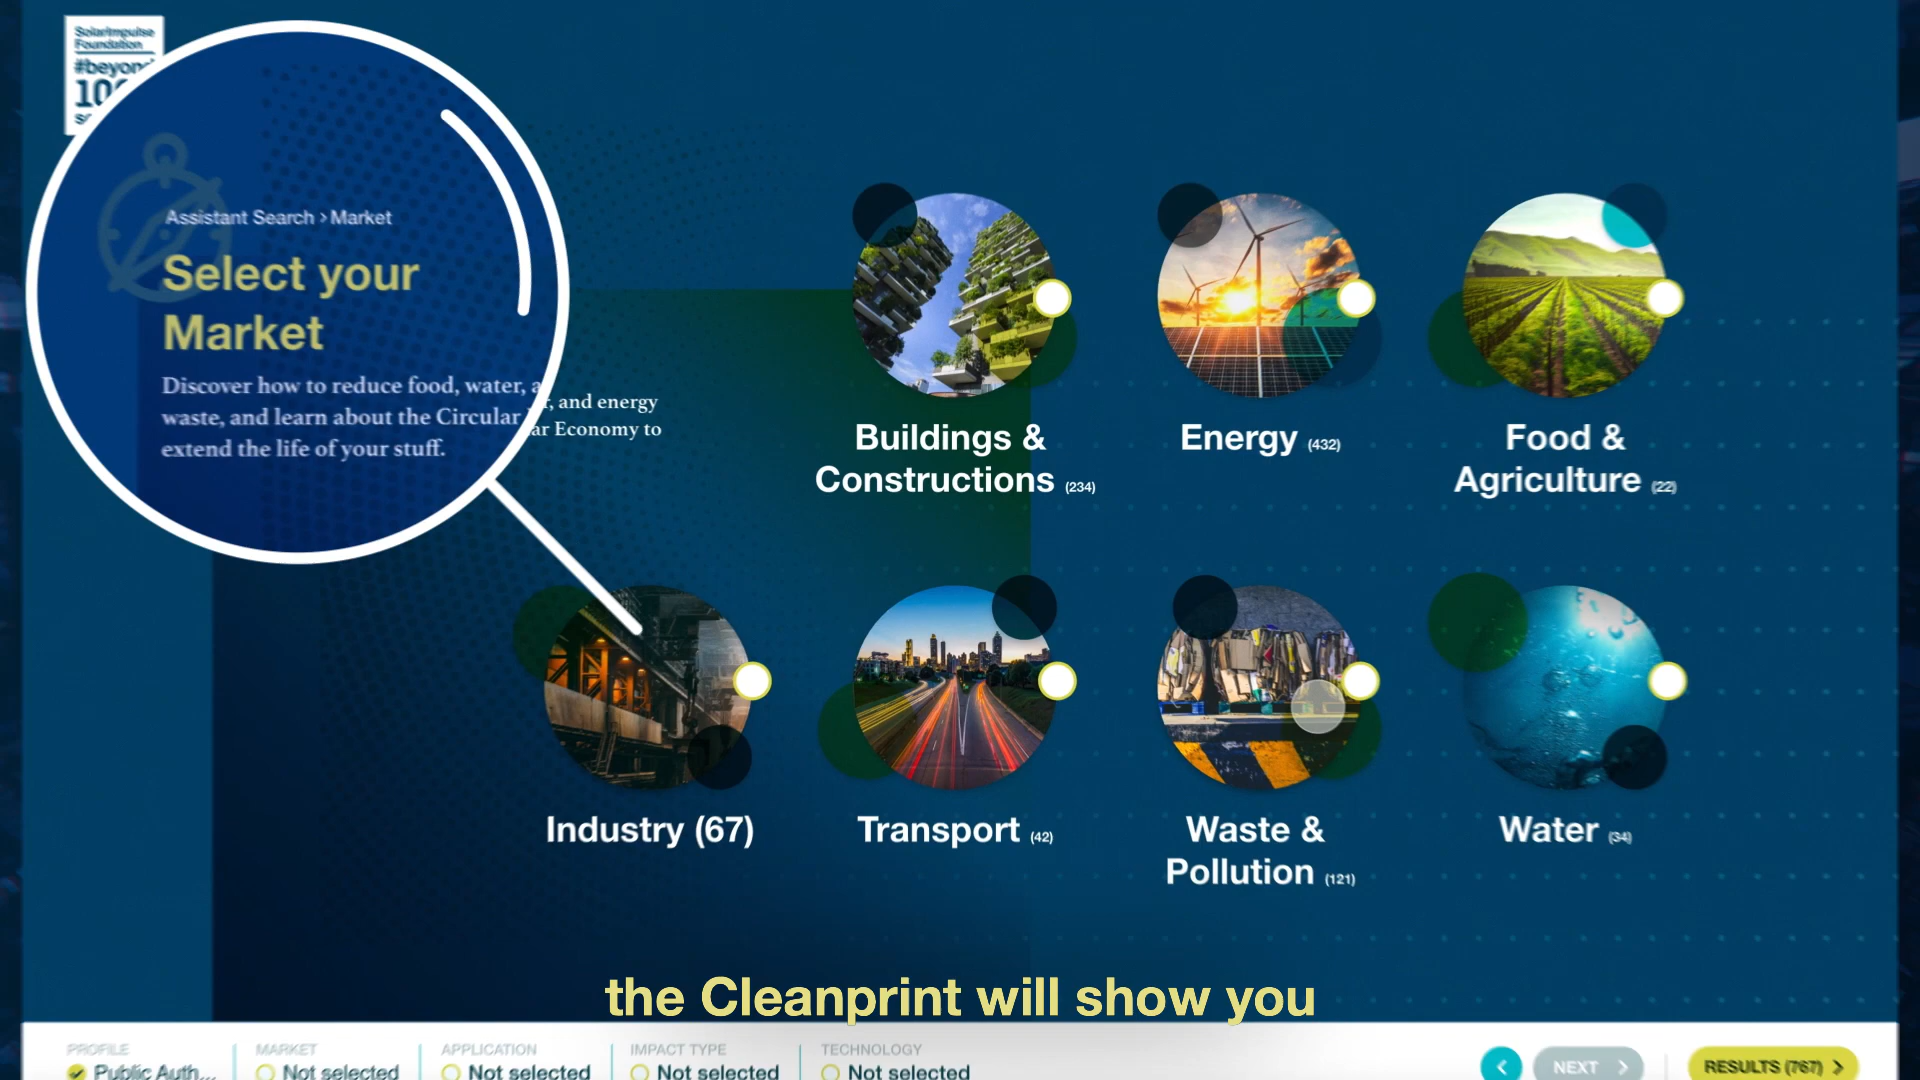 SolarImpulse
Foundation
#beyond
100
Assistant Search › Market
Select your
Market
Discover how to reduce food, water, a
waste, and learn about the Circular
extend the life of your stuff.
r, and energy
ar Economy to
Buildings &
Constructions (234)
Energy (432)
Food &
Agriculture (22)
Industry (67)
Transport (42)
Waste &
Pollution (121)
Water (34)
the Cleanprint will show you
PROFILE
Public Auth...
MARKET
Not selected
APPLICATION
Not selected
IMPACT TYPE
Not selected
TECHNOLOGY
Not selected
NEXT
RESULTS (767)